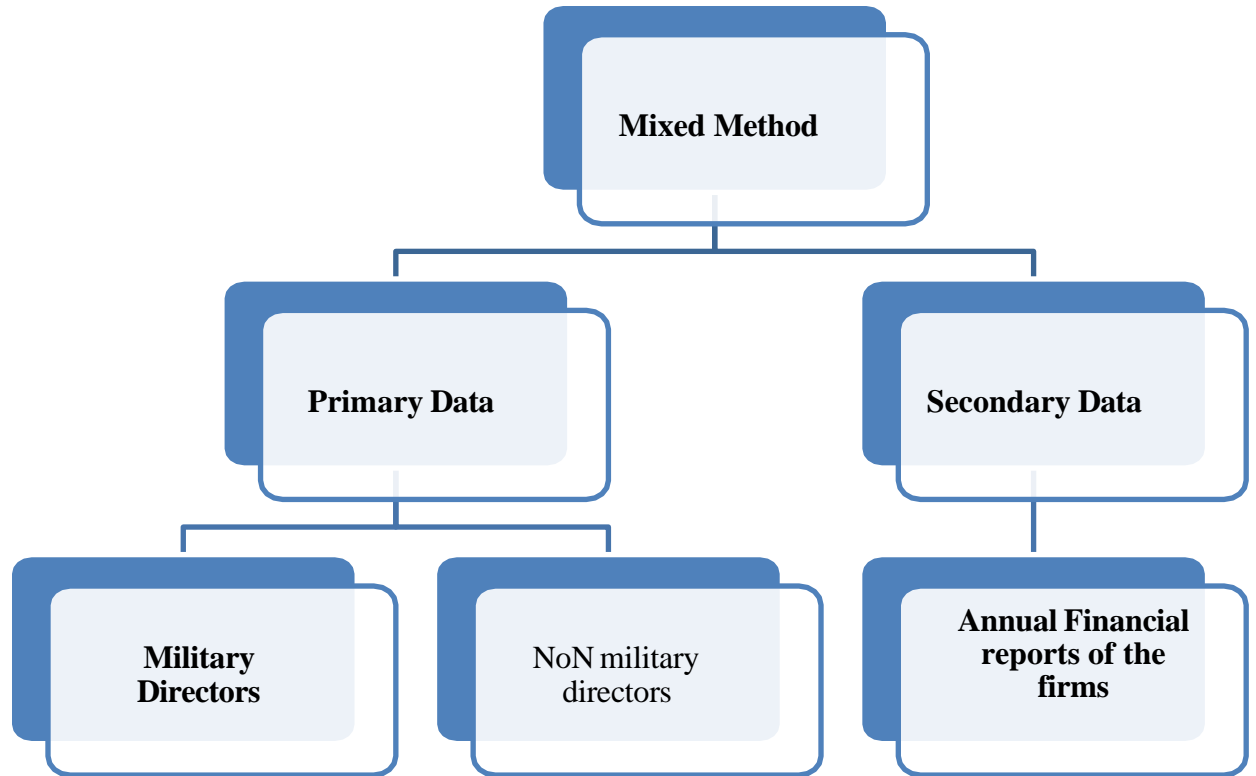 Mixed Method
Primary Data
Secondary Data
Military
Directors
NoN military
directors
Annual Financial
reports of the
firms